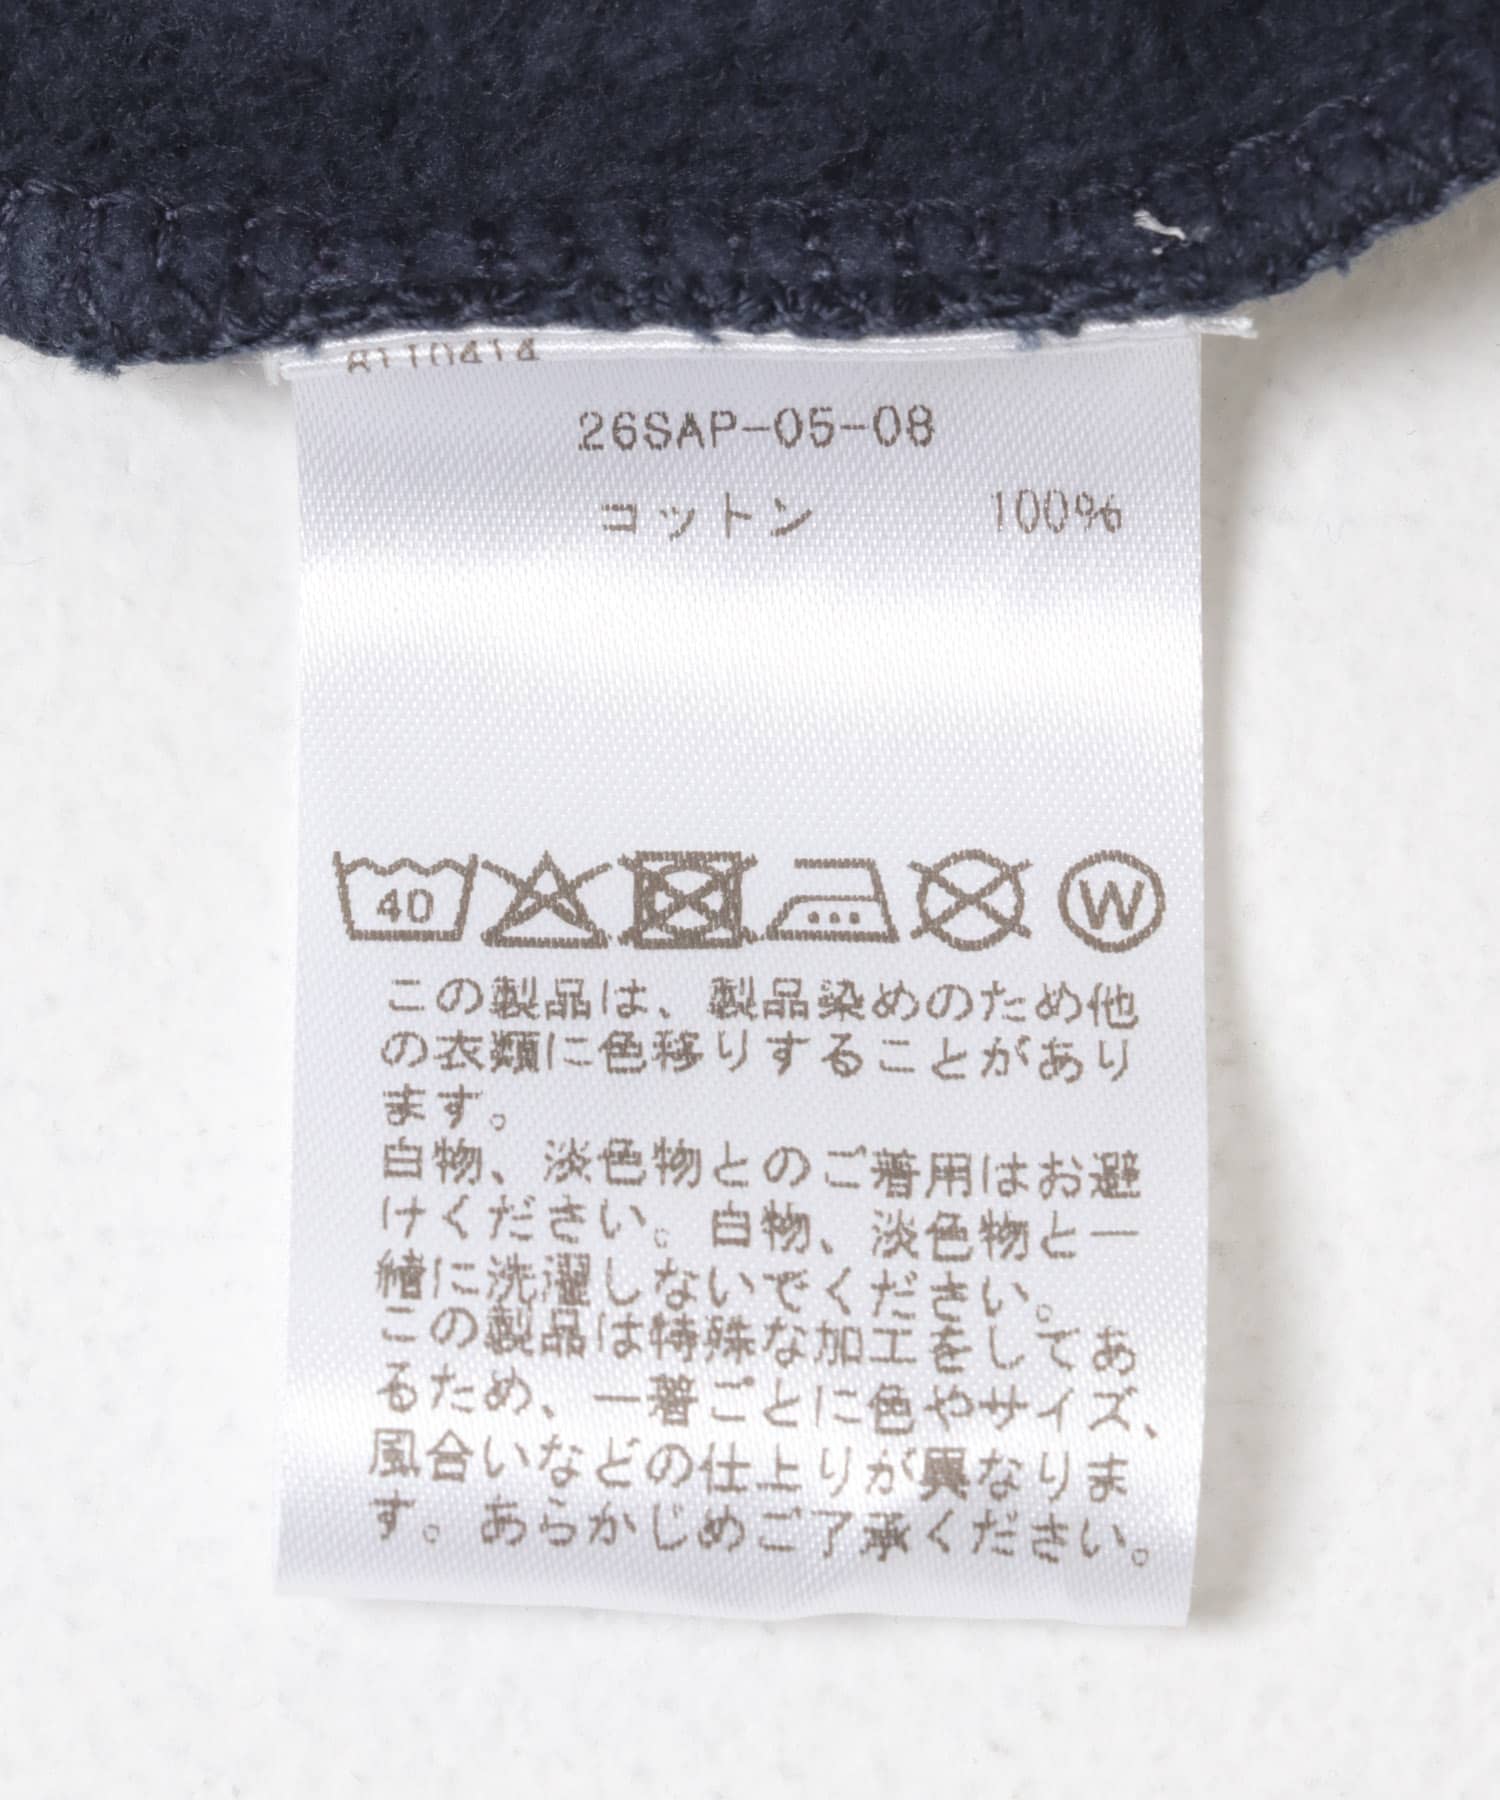 26SAP-05-08
コットン 100%
40
W
この製品は、製品染めのため他
の衣類に色移りすることがあり
ます。
白物、淡色物とのご着用はお避
けください。白物、淡色物と一
緒に洗濯しないでください。
この製品は特殊な加工をしてあ
るため、一着ごとに色やサイズ、
風合いなどの仕上りが異なりま
す。あらかじめご了承ください。